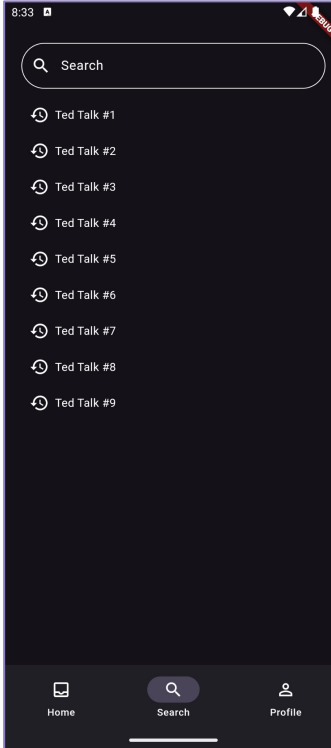 8:33 A
DEBUG
Search
Ted Talk #1
Ted Talk #2
Ted Talk #3
Ted Talk #4
Ted Talk #5
Ted Talk #6
Ted Talk #7
Ted Talk #8
Ted Talk #9
Home Search Profile